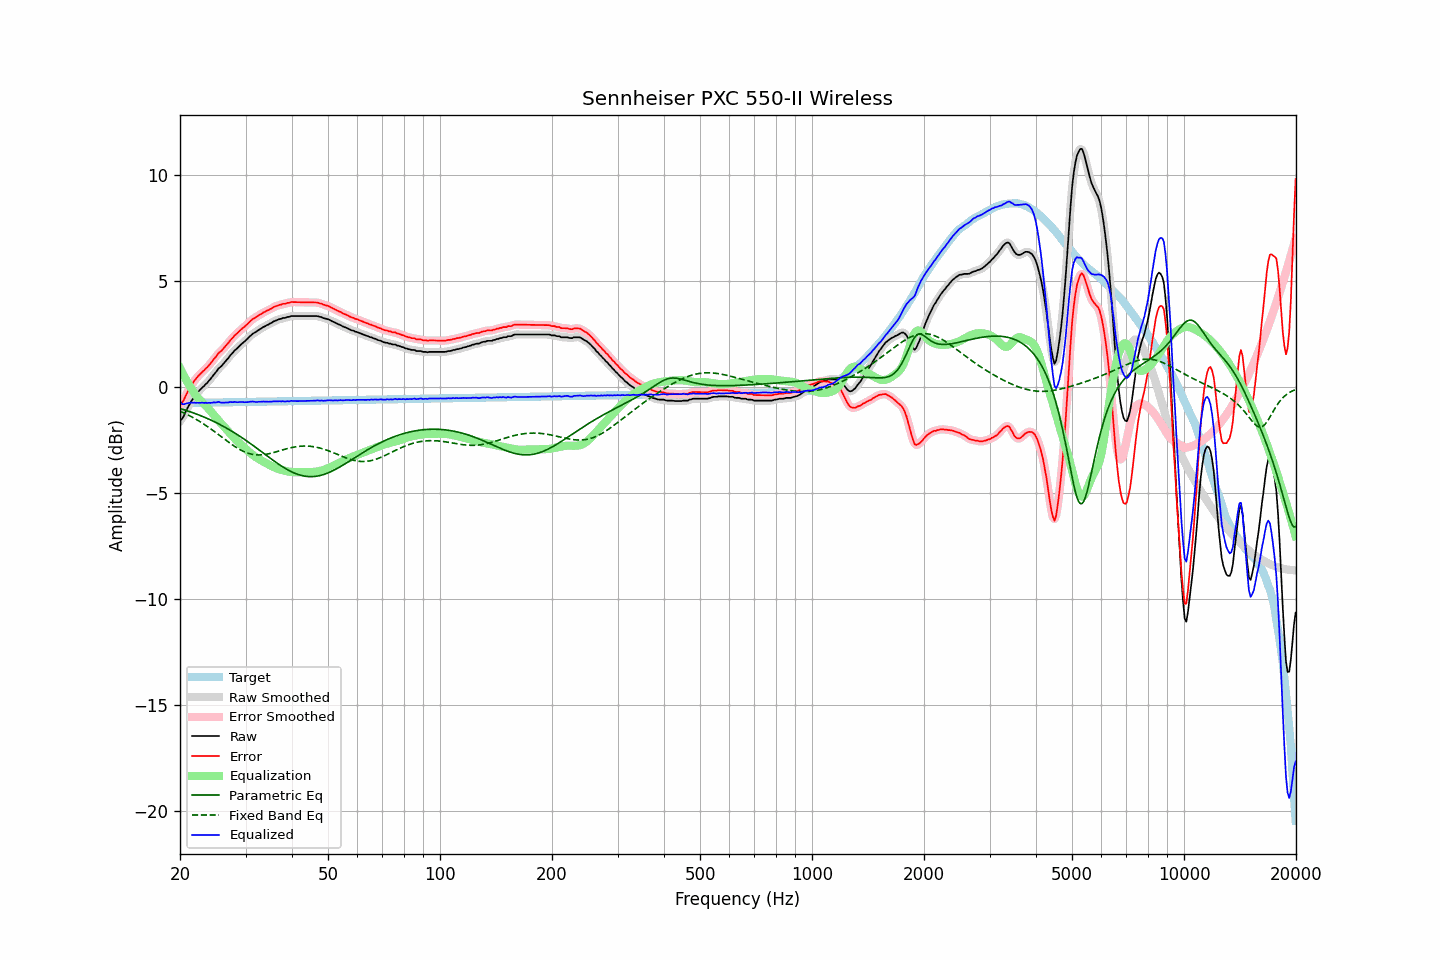 Sennheiser PXC 550-II Wireless
Amplitude (dBr)
10
5
0
−5
−10
−15
−20
Target
Raw Smoothed
Error Smoothed
Raw
Error
Equalization
Parametric Eq
Fixed Band Eq
Equalized
20 50 100 200 500 1000 2000 5000 10000 20000
Frequency (Hz)